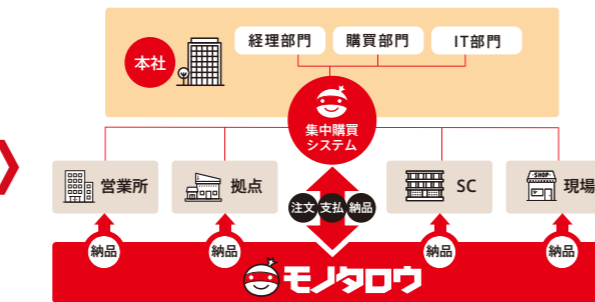 本社
経理部門
購買部門
IT部門
集中購買
システム
営業所
拠点
SC
SHOP
現場
注文
支払
納品
納品
納品
納品
納品
モノタロウ